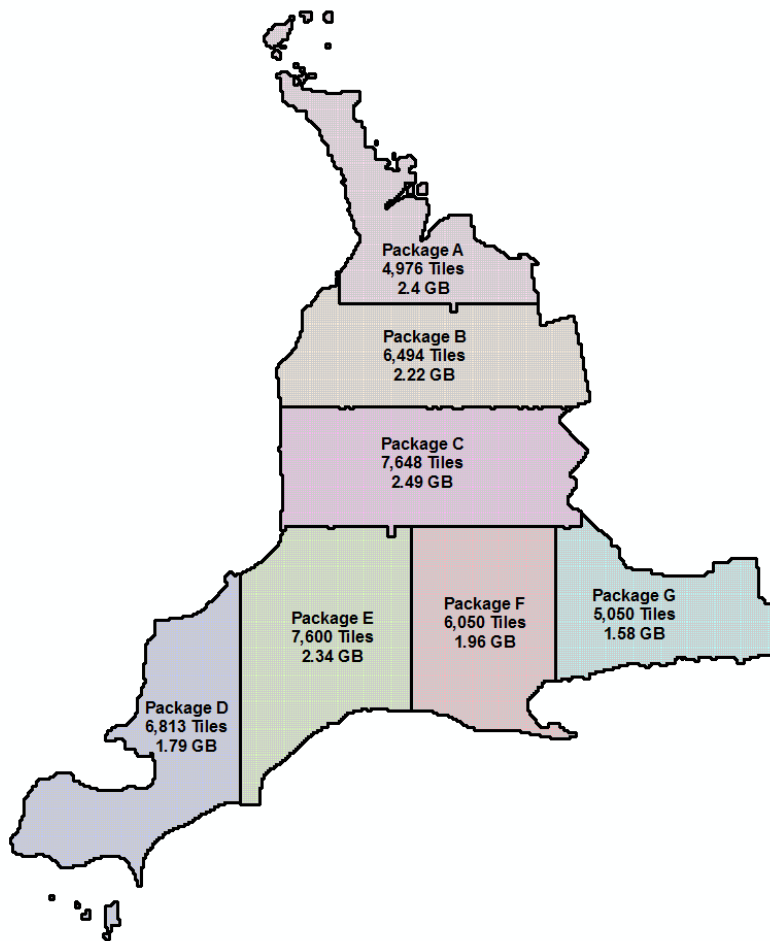 Package A
4,976 Tiles
2.4 GB
Package B
6,494 Tiles
2.22 GB
Package C
7,648 Tiles
2.49 GB
Package D
6,813 Tiles
1.79 GB
Package E
7,600 Tiles
2.34 GB
Package F
6,050 Tiles
1.96 GB
Package G
5,050 Tiles
1.58 GB